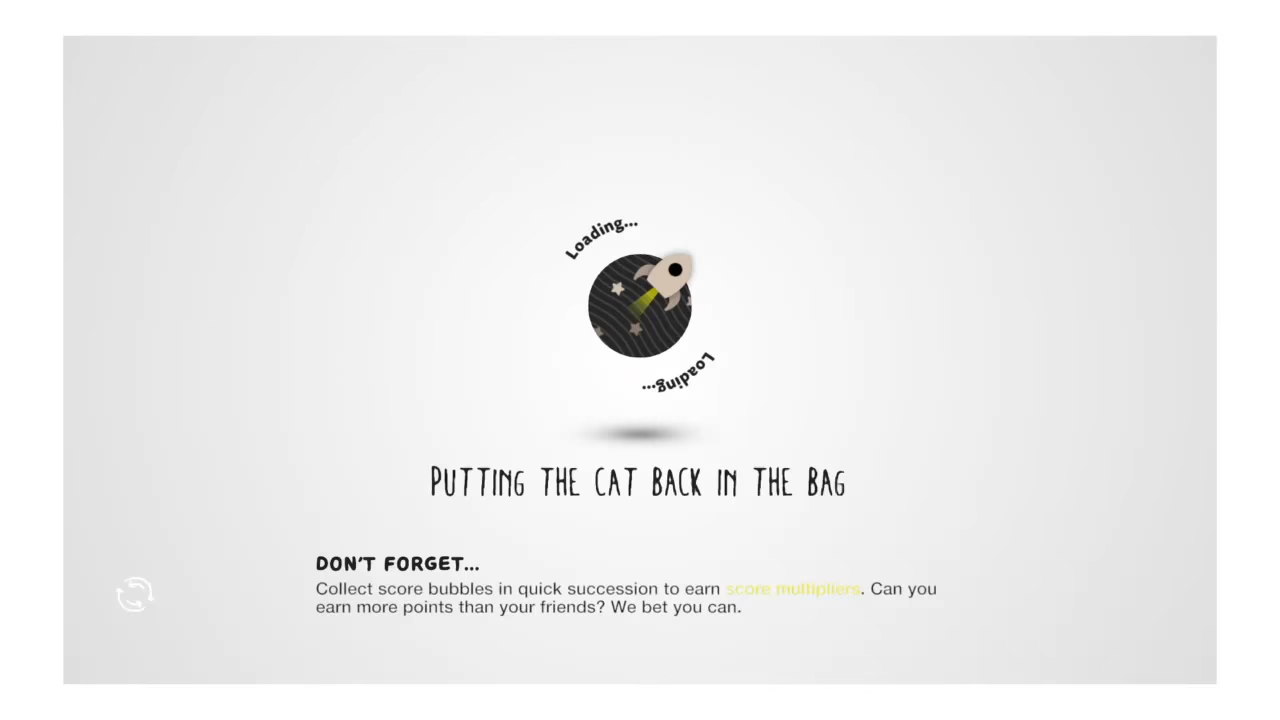 Loading...
Loading...
PUTTING THE CAT BACK IN THE BAG
DON'T FORGET...
Collect score bubbles in quick succession to earn score multipliers. Can you
earn more points than your friends? We bet you can.